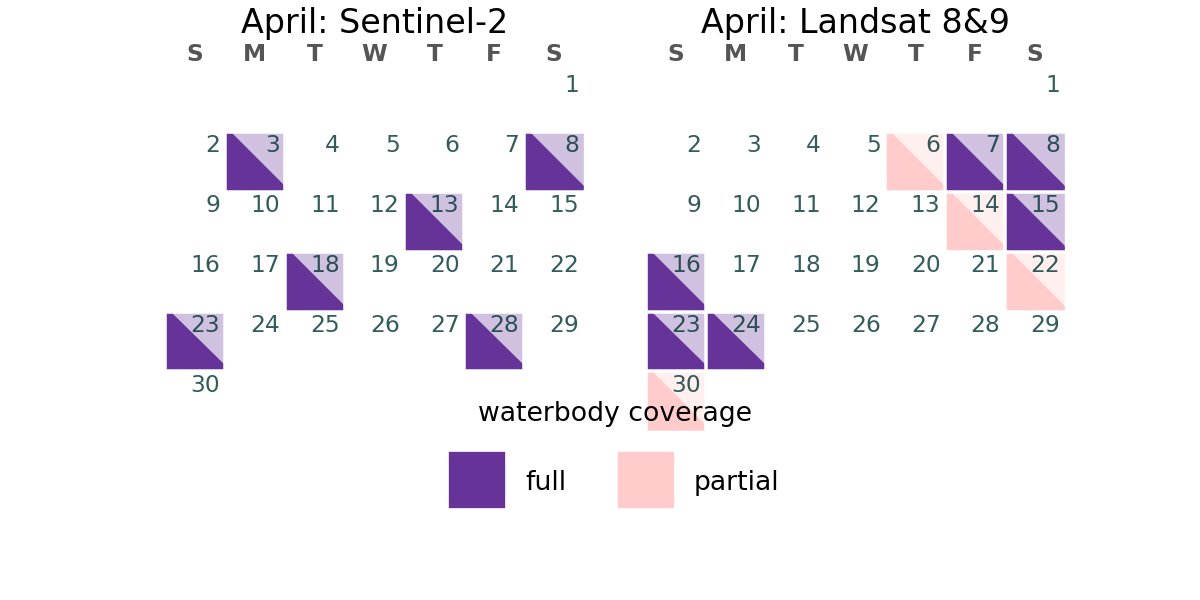 April: Sentinel-2
S M T W T F S
1
2 3 4 5 6 7 8
9 10 11 12 13 14 15
16 17 18 19 20 21 22
23 24 25 26 27 28 29
30
April: Landsat 8&9
S M T W T F S
1
2 3 4 5 6 7 8
9 10 11 12 13 14 15
16 17 18 19 20 21 22
23 24 25 26 27 28 29
30
waterbody coverage
full partial